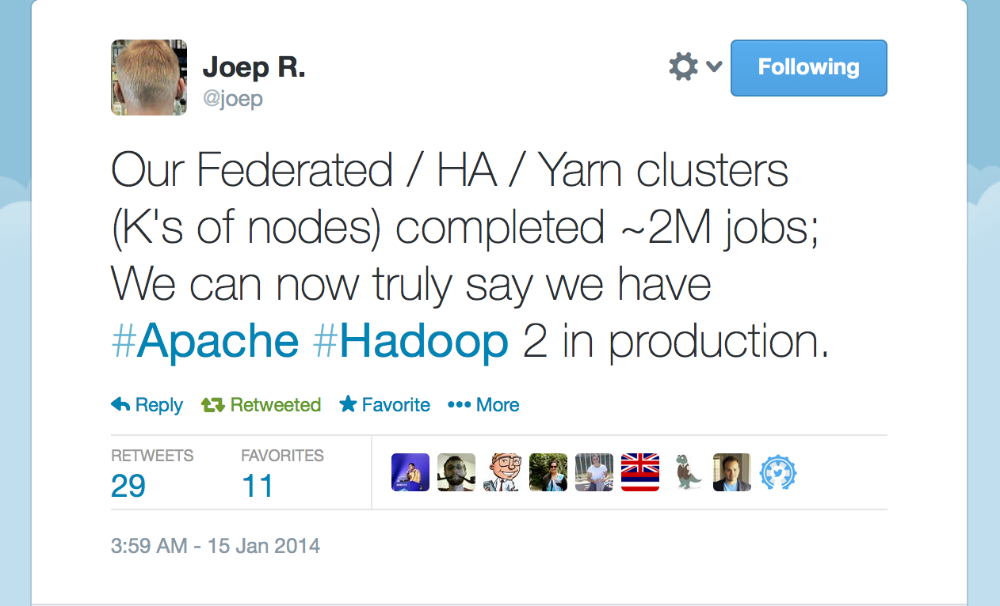 Joep R.
@joep
Following
Our Federated / HA / Yarn clusters
(K's of nodes) completed ~2M jobs;
We can now truly say we have
#Apache #Hadoop 2 in production.
Reply Retweeted Favorite More
RETWEETS FAVORITES
29 11
3:59 AM - 15 Jan 2014